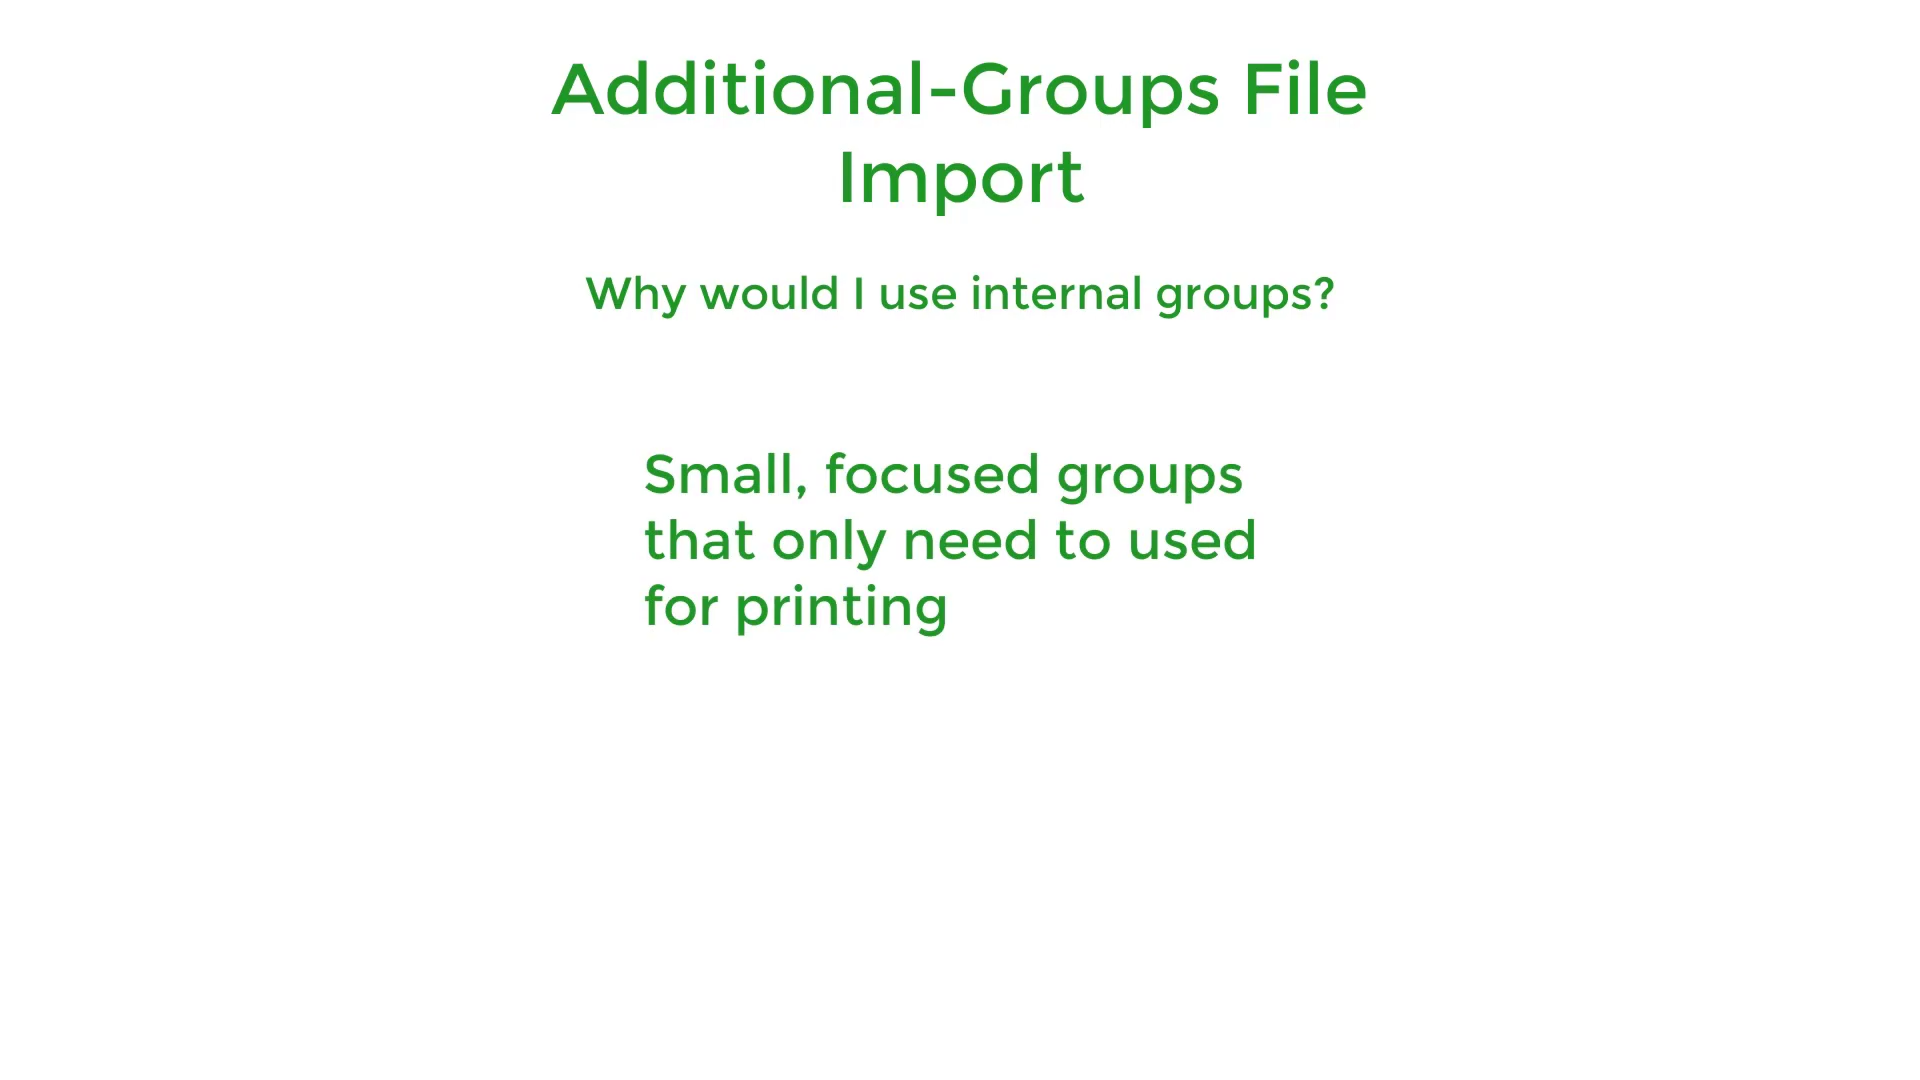 Additional-Groups File
Import
Why would I use internal groups?
Small, focused groups
that only need to used
for printing